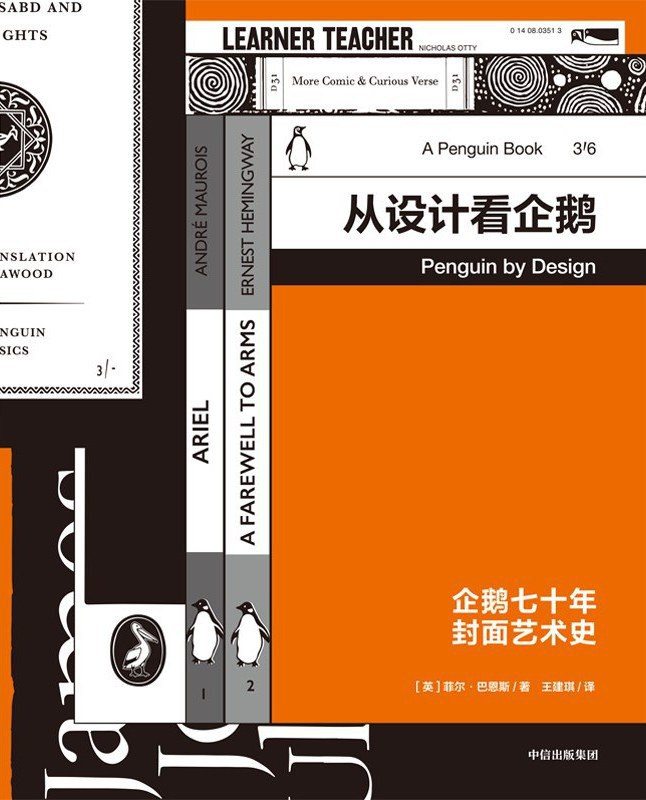 SABD AND
GHTS
NSLATION
AWOOD
NGUIN
SICS
3/-
LEARNER TEACHER
NICHOLAS OTTY
0 14 08.0351 3
D31
More Comic & Curious Verse
D31
A Penguin Book 3/6
从设计看企鹅
Penguin by Design
ANDRÉ MAUROIS
ARIEL
1
ERNEST HEMINGWAY
A FAREWELL TO ARMS
2
企鹅七十年
封面艺术史
[英]菲尔·巴恩斯/著 王建琪/译
中信出版集团
James